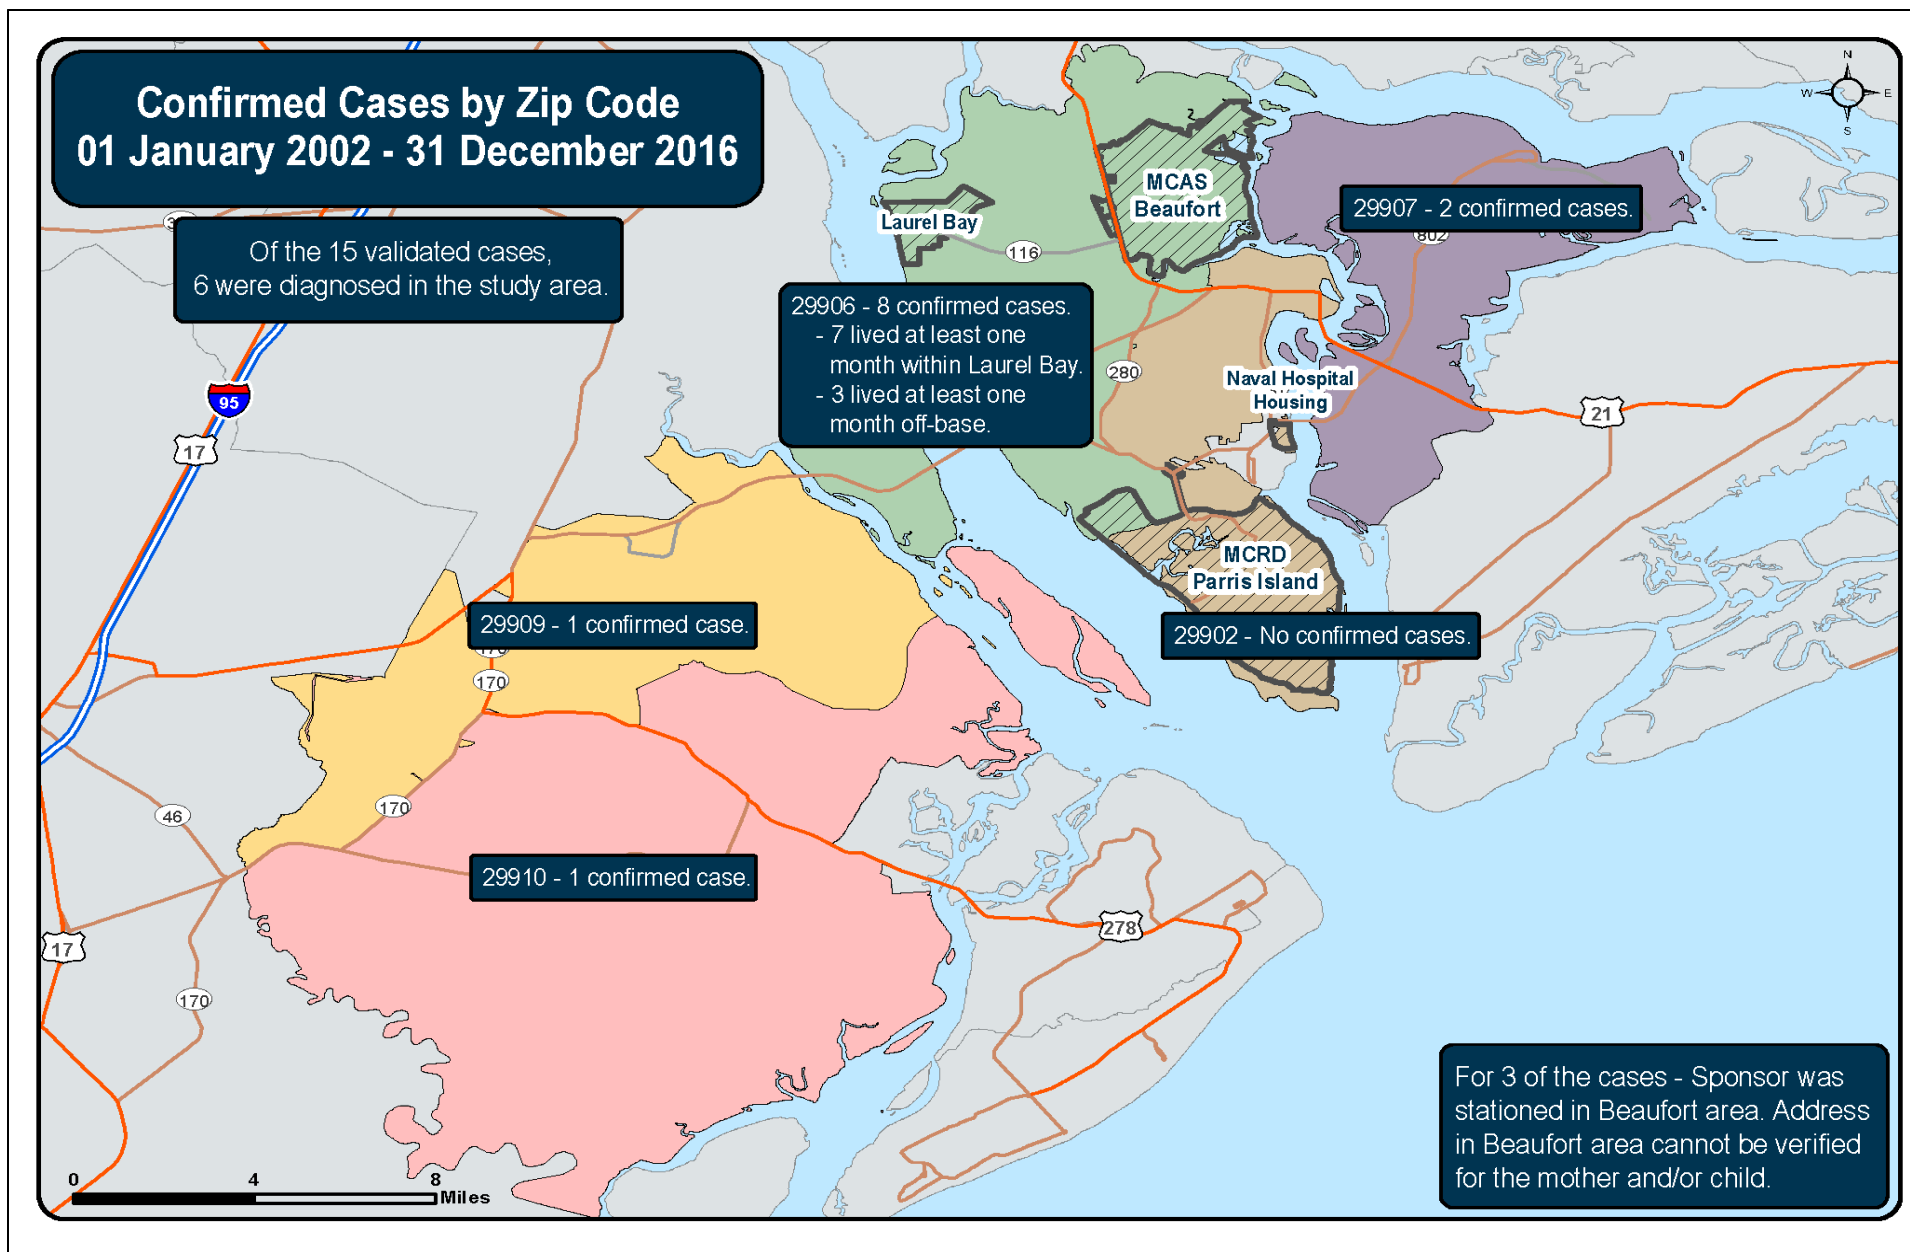 Confirmed Cases by Zip Code
01 January 2002 - 31 December 2016
Of the 15 validated cases,
6 were diagnosed in the study area.
N
W
E
S
MCAS
Beaufort
Laurel Bay
116
29907 - 2 confirmed cases.
802
29906 - 8 confirmed cases.
- 7 lived at least one
month within Laurel Bay.
- 3 lived at least one
month off-base.
280
Naval Hospital
Housing
21
95
17
MCRD
Parris Island
29902 - No confirmed cases.
29909 - 1 confirmed case.
170
170
170
46
29910 - 1 confirmed case.
278
17
170
For 3 of the cases - Sponsor was
stationed in Beaufort area. Address
in Beaufort area cannot be verified
for the mother and/or child.
0
4
8
Miles